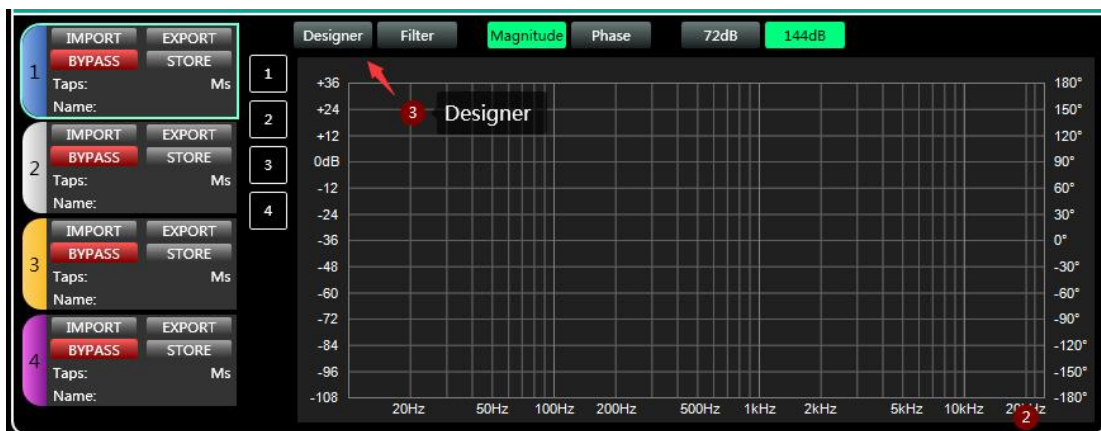 1
IMPORT EXPORT
BYPASS STORE
Taps: Ms
Name:
2
IMPORT EXPORT
BYPASS STORE
Taps: Ms
Name:
3
IMPORT EXPORT
BYPASS STORE
Taps: Ms
Name:
4
IMPORT EXPORT
BYPASS STORE
Taps: Ms
Name:
1
2
3
4
Designer Filter Magnitude Phase 72dB 144dB
3 Designer
+36 180°
+24 150°
+12 120°
0dB 90°
-12 60°
-24 30°
-36 0°
-48 -30°
-60 -60°
-72 -90°
-84 -120°
-96 -150°
-108 -180°
20Hz 50Hz 100Hz 200Hz 500Hz 1kHz 2kHz 5kHz 10kHz
2